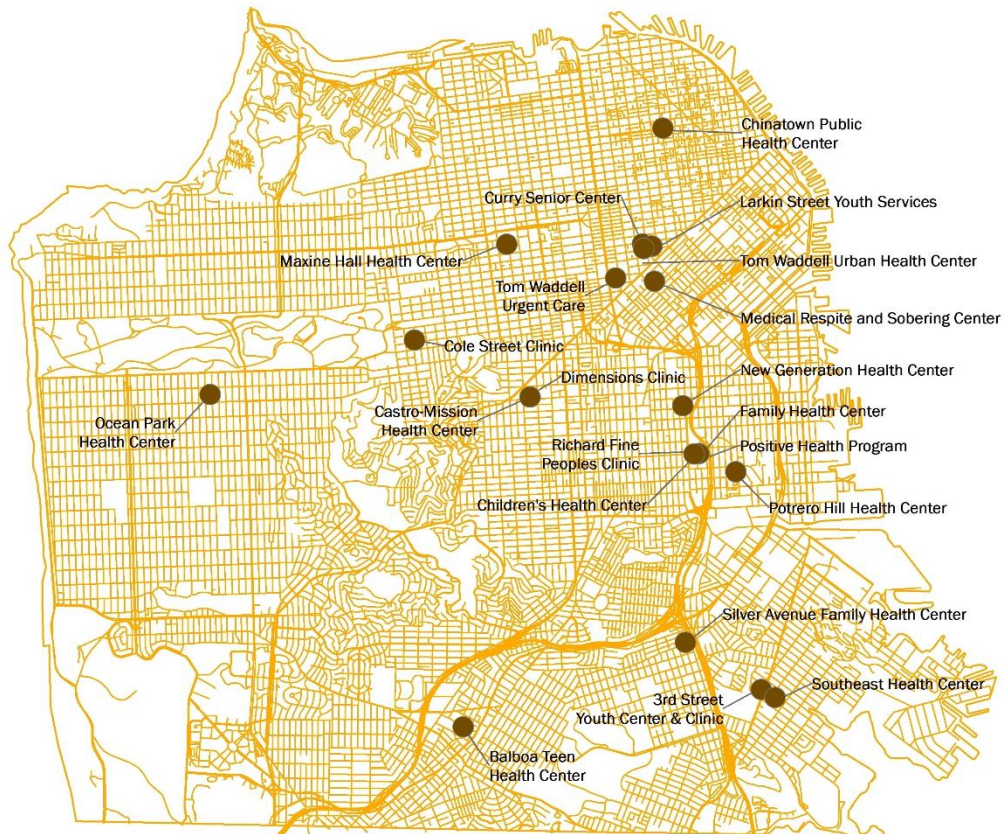 Chinatown Public
Health Center
Curry Senior Center
Larkin Street Youth Services
Maxine Hall Health Center
Tom Waddell Urban Health Center
Tom Waddell
Urgent Care
Medical Respite and Sobering Center
Cole Street Clinic
Dimensions Clinic
New Generation Health Center
Ocean Park
Health Center
Castro-Mission
Health Center
Family Health Center
Richard Fine
Peoples Clinic
Positive Health Program
Children's Health Center
Potrero Hill Health Center
Silver Avenue Family Health Center
3rd Street
Youth Center & Clinic
Southeast Health Center
Balboa Teen
Health Center